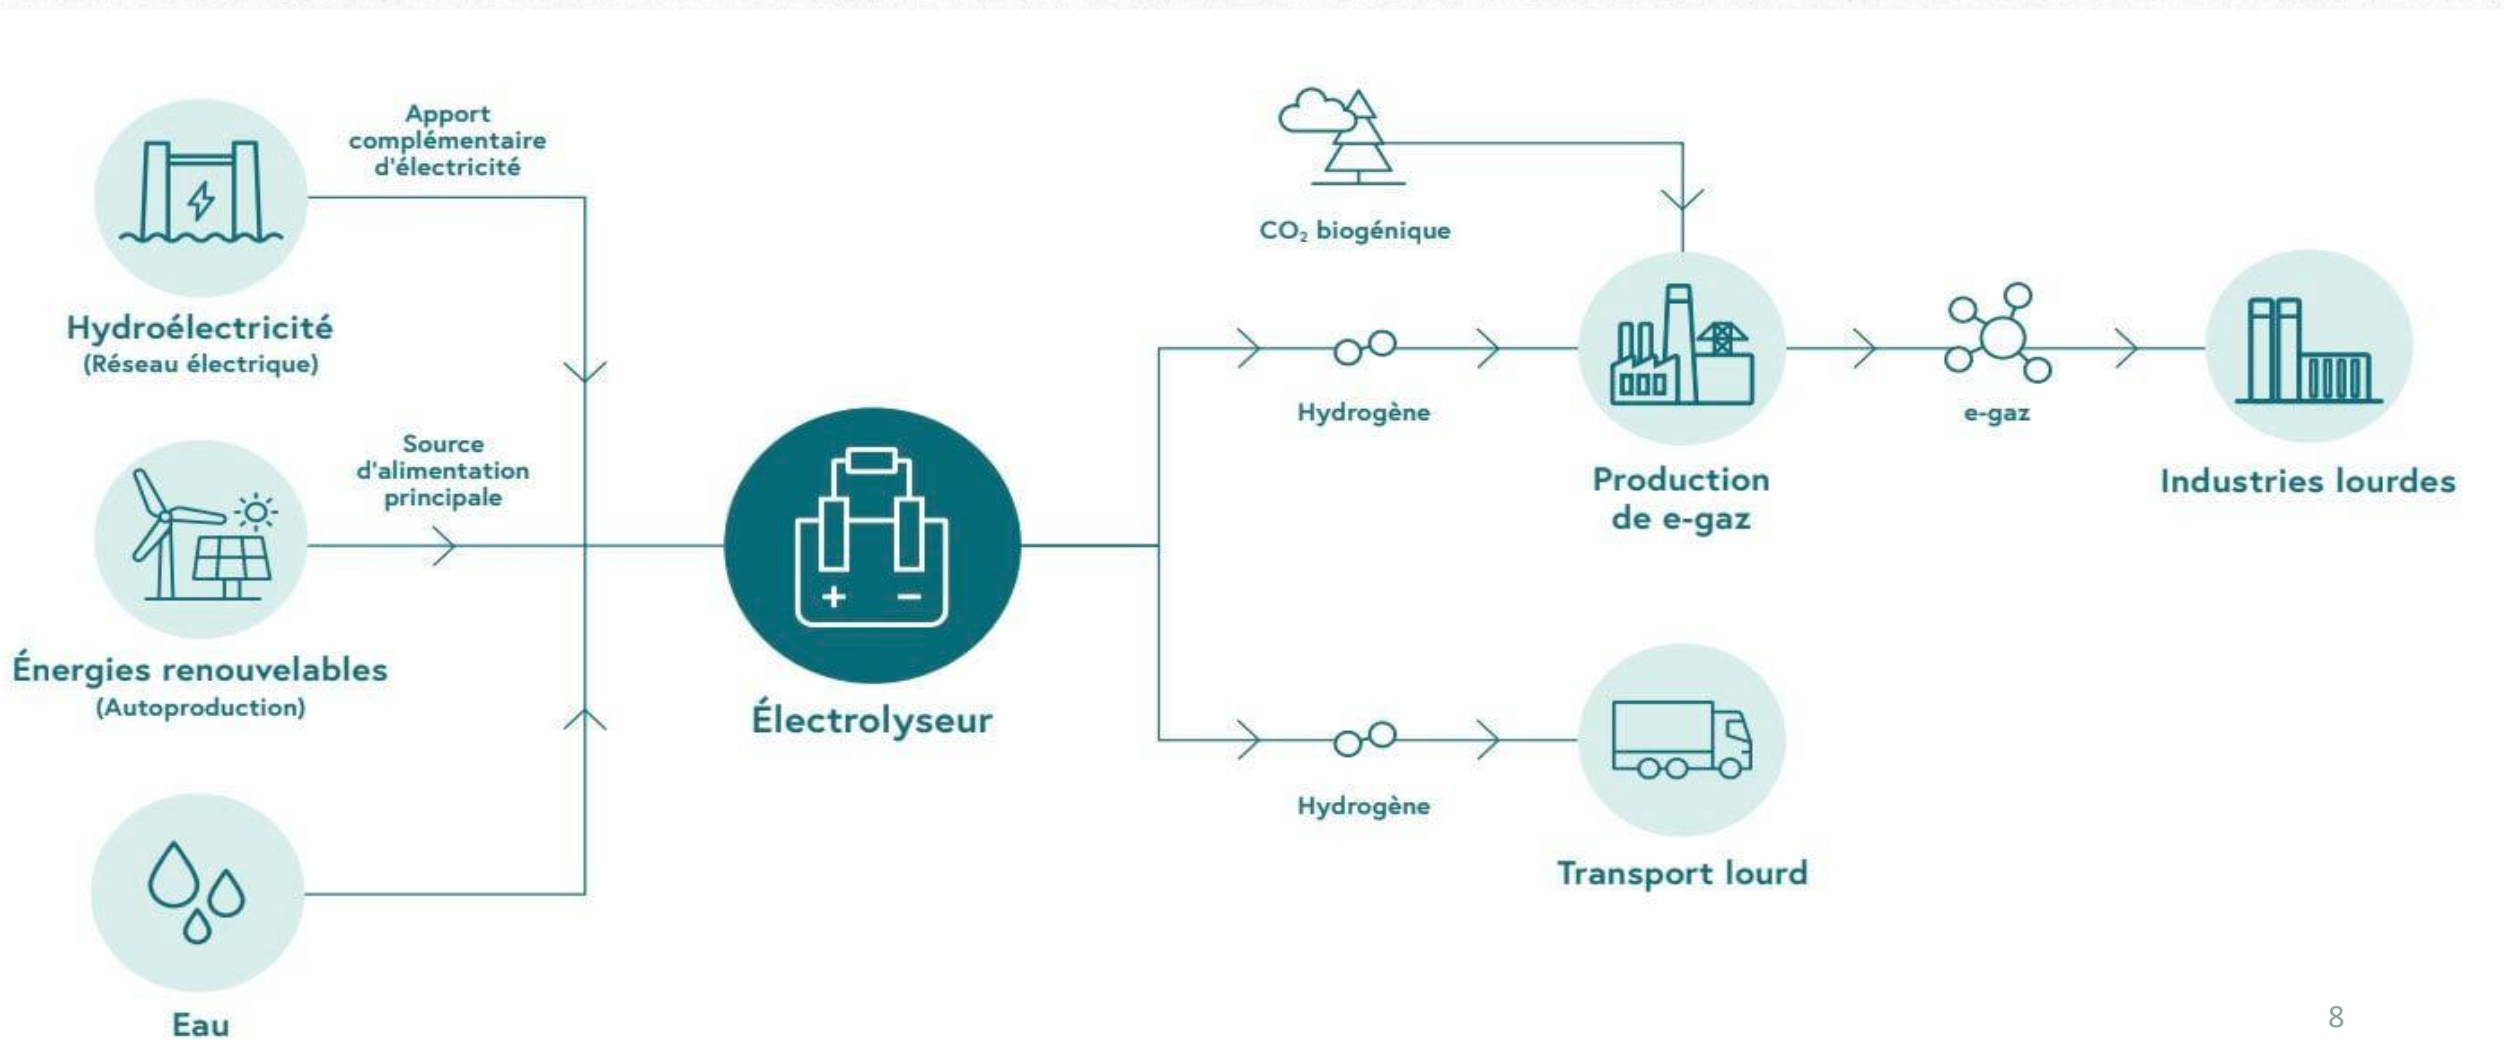 Apport
complémentaire
d'électricité
Hydroélectricité
(Réseau électrique)
Source
d'alimentation
principale
Énergies renouvelables
(Autoproduction)
Eau
+ −
Électrolyseur
CO₂ biogénique
Hydrogène
Production
de e-gaz
e-gaz
Industries lourdes
Hydrogène
Transport lourd
8